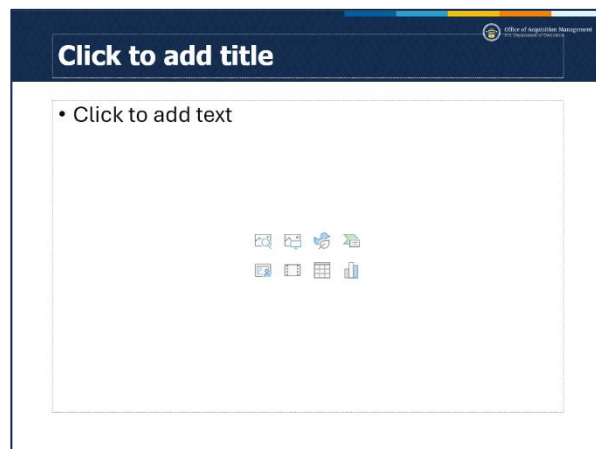 Office of Acquisition Management
Click to add title
• Click to add text